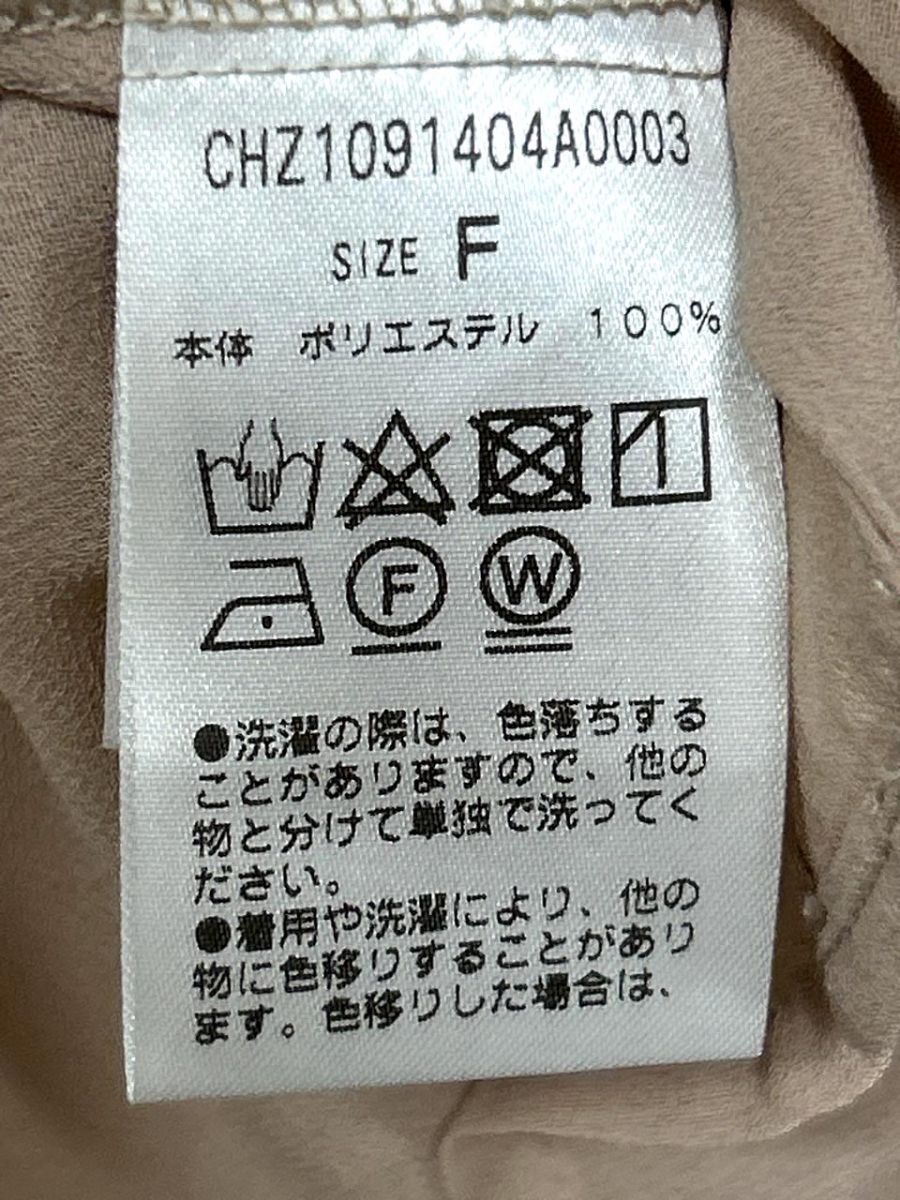 CHZ1091404A0003
SIZE F
本体 ポリエステル 100%
F W
●洗濯の際は、色落ちする
ことがありますので、他の
物と分けて単独で洗ってく
ださい。
●着用や洗濯により、他の
物に色移りすることがあり
ます。色移りした場合は、